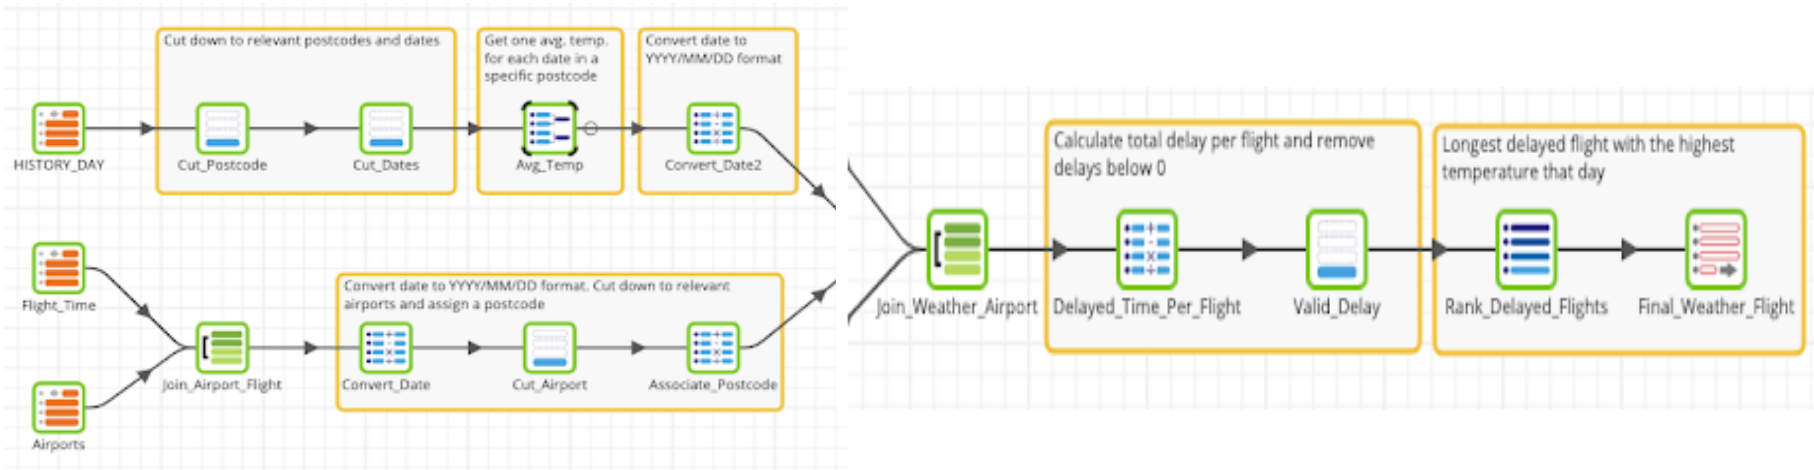 Cut down to relevant postcodes and dates
Get one avg. temp.
for each date in a
specific postcode
Convert date to
YYYY/MM/DD format
HISTORY_DAY
Cut_Postcode
Cut_Dates
Avg_Temp
Convert_Date2
Flight_Time
Convert date to YYYY/MM/DD format. Cut down to relevant
airports and assign a postcode
Join_Airport_Flight
Convert_Date
Cut_Airport
Associate_Postcode
Airports
Calculate total delay per flight and remove
delays below 0
Longest delayed flight with the highest
temperature that day
Join_Weather_Airport
Delayed_Time_Per_Flight
Valid_Delay
Rank_Delayed_Flights
Final_Weather_Flight